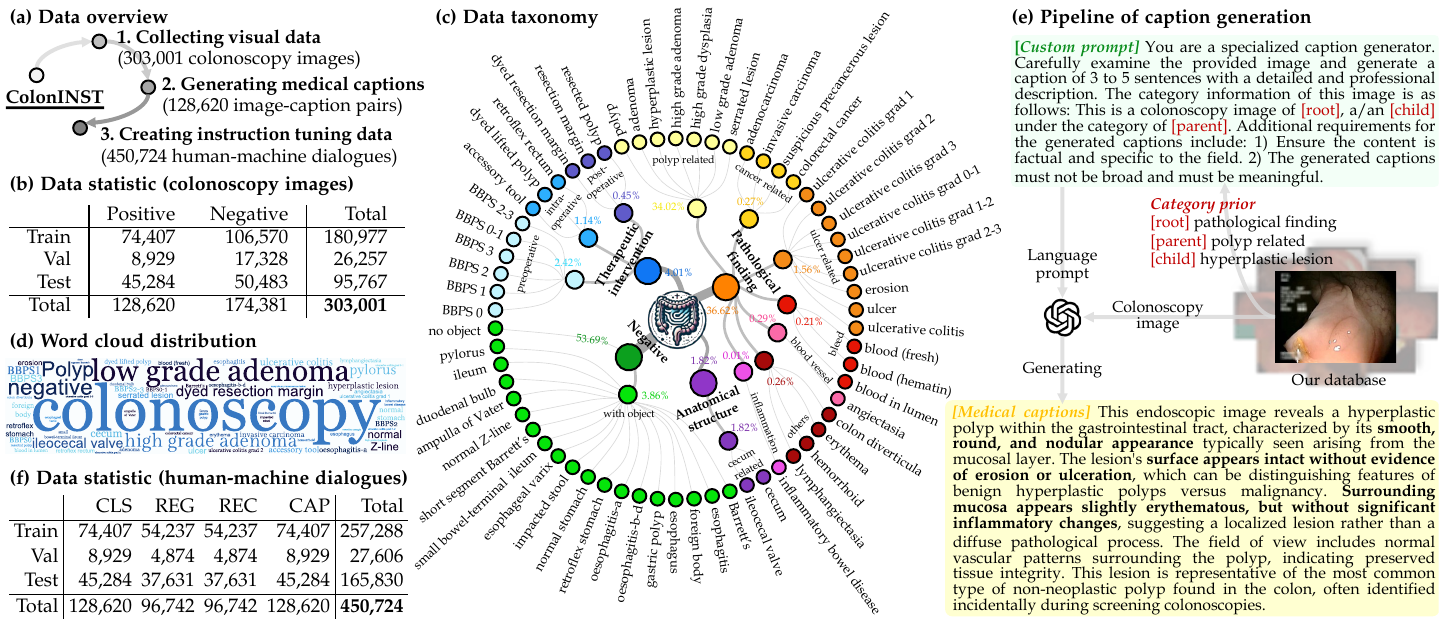 (a) Data overview
1. Collecting visual data
(303,001 colonoscopy images)
ColonINST
2. Generating medical captions
(128,620 image-caption pairs)
3. Creating instruction tuning data
(450,724 human-machine dialogues)
(b) Data statistic (colonoscopy images)
Positive Negative Total
Train 74,407 106,570 180,977
Val 8,929 17,328 26,257
Test 45,284 50,483 95,767
Total 128,620 174,381 303,001
(d) Word cloud distribution
erosion
BBPS1
Polyp
low grade adenoma
pylorus
negative
serrated lesion
dyed resection margin
hyperplastic lesion
colonoscopy
retroflex
stomach
ileocecal valve
cecum
high grade adenoma
invasive carcinoma
accessory tool
oesophagitis-a
ulcerative colitis
normal
Z-line
(f) Data statistic (human-machine dialogues)
CLS REG REC CAP Total
Train 74,407 54,237 54,237 74,407 257,288
Val 8,929 4,874 4,874 8,929 27,606
Test 45,284 37,631 37,631 45,284 165,830
Total 128,620 96,742 96,742 128,620 450,724
(c) Data taxonomy
no object
BBPS 0
BBPS 1
BBPS 2
BBPS 3
BBPS 0-1
BBPS 2-3
accessory tool
dyed lifted polyp
retroflex rectum
dyed resection margin
resection margin
resected polyp
polyp
adenoma
hyperplastic lesion
high grade adenoma
high grade dysplasia
low grade adenoma
serrated lesion
adenocarcinoma
invasive carcinoma
suspicious precancerous lesion
colorectal cancer
ulcerative colitis grad 1
ulcerative colitis grad 2
ulcerative colitis grad 3
ulcerative colitis grad 0-1
ulcerative colitis grad 1-2
ulcerative colitis grad 2-3
erosion
ulcer
ulcerative colitis
blood (fresh)
blood (hematin)
blood in lumen
angiectasia
colon diverticula
erythema
hemorrhoid
lymphangiectasia
inflammatory bowel disease
cecum
ileocecal valve
Barrett's
esophagitis
foreign body
esophagus
gastric polyp
oesophagitis-b-d
oesophagitis-a
retroflex stomach
normal stomach
impacted stool
esophageal varix
small bowel-terminal ileum
short segment Barrett's
normal Z-line
ampulla of Vater
duodenal bulb
ileum
pylorus
preoperative
2.42%
intra-
operative
1.14%
post-
operative
0.45%
Therapeutic
intervention
4.01%
polyp related
34.02%
cancer related
0.27%
Pathological
finding
36.62%
ulcer related
1.56%
bleed
0.21%
blood vessel
0.29%
others
0.26%
inflammation
0.01%
Negative
53.69%
with object
3.86%
Anatomical
structure
1.82%
cecum
related
1.82%
(e) Pipeline of caption generation
[Custom prompt] You are a specialized caption generator.
Carefully examine the provided image and generate a
caption of 3 to 5 sentences with a detailed and professional
description. The category information of this image is as
follows: This is a colonoscopy image of [root], a/an [child]
under the category of [parent]. Additional requirements for
the generated captions include: 1) Ensure the content is
factual and specific to the field. 2) The generated captions
must not be broad and must be meaningful.
Category prior
[root] pathological finding
[parent] polyp related
[child] hyperplastic lesion
Language
prompt
Colonoscopy
image
Generating
Our database
[Medical captions] This endoscopic image reveals a hyperplastic
polyp within the gastrointestinal tract, characterized by its smooth,
round, and nodular appearance typically seen arising from the
mucosal layer. The lesion's surface appears intact without evidence
of erosion or ulceration, which can be distinguishing features of
benign hyperplastic polyps versus malignancy. Surrounding
mucosa appears slightly erythematous, but without significant
inflammatory changes, suggesting a localized lesion rather than a
diffuse pathological process. The field of view includes normal
vascular patterns surrounding the polyp, indicating preserved
tissue integrity. This lesion is representative of the most common
type of non-neoplastic polyp found in the colon, often identified
incidentally during screening colonoscopies.